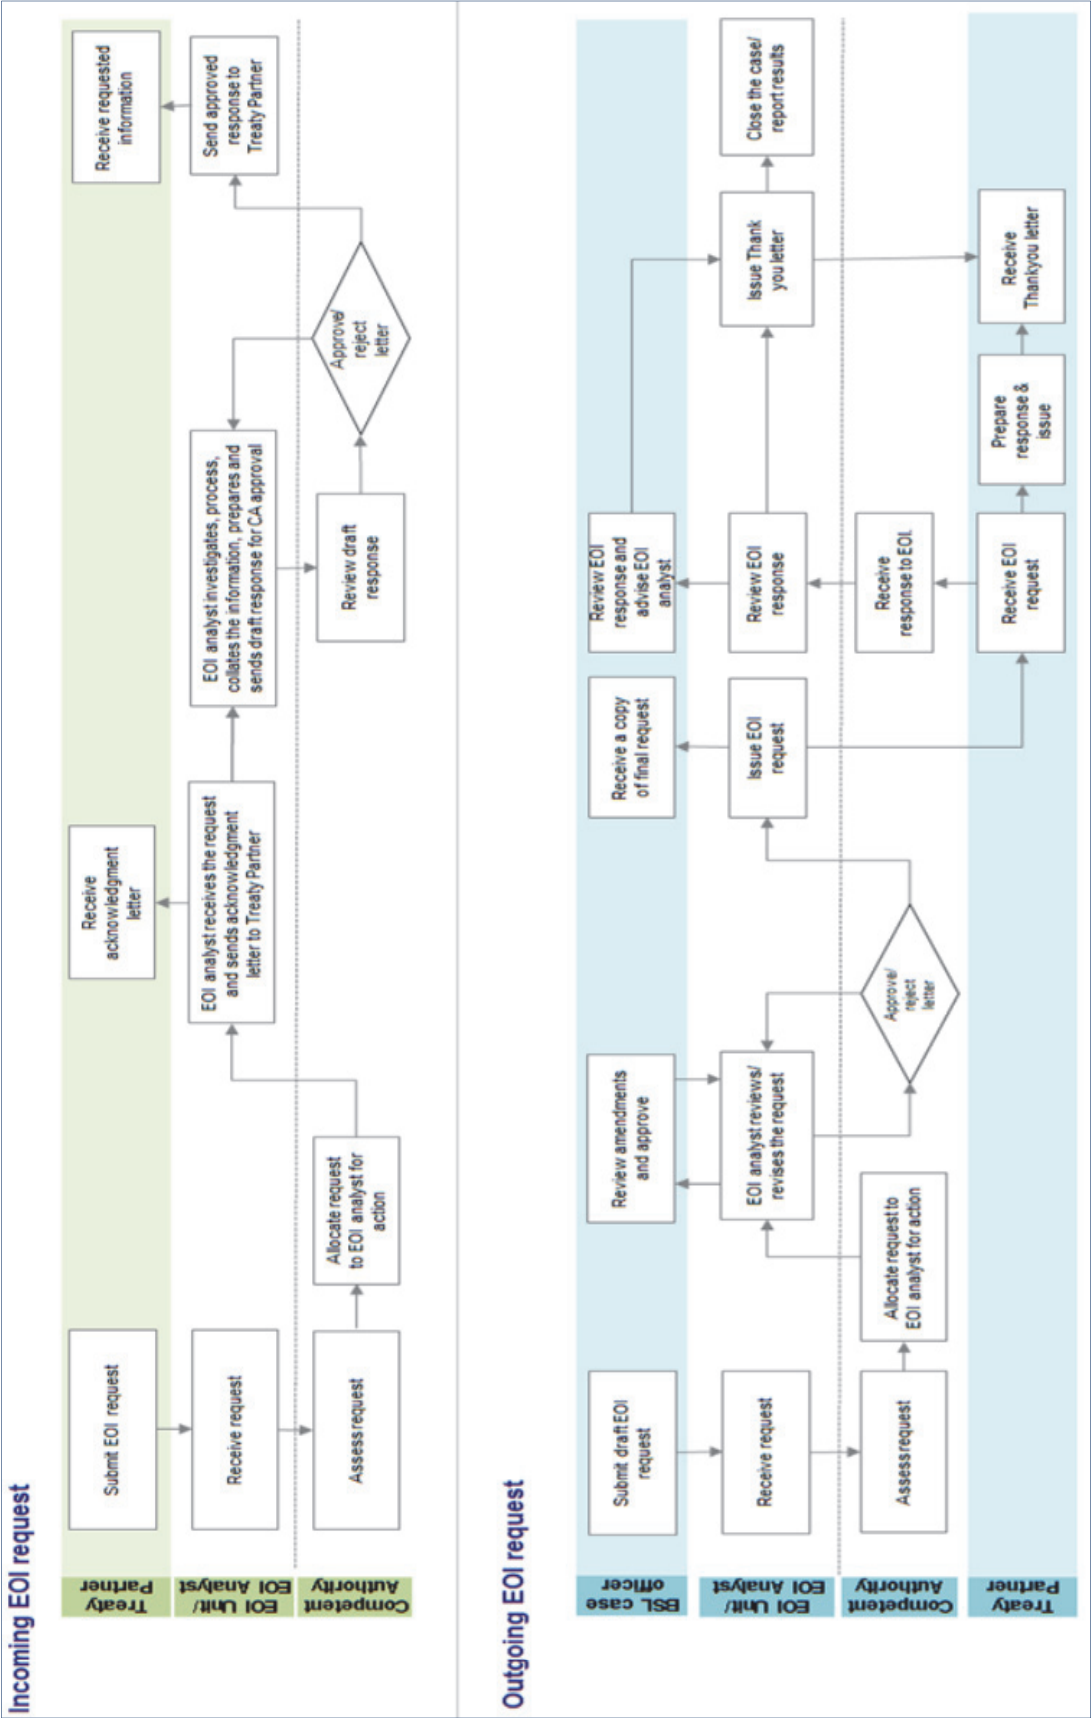 Incoming EOI request
Treaty
Partner
Submit EOI request
Receive
acknowledgment
letter
Receive requested
information
EOI Unit/
EOI Analyst
Receive request
EOI analyst receives the request
and sends acknowledgment
letter to Treaty Partner
EOI analyst investigates, process,
collates the information, prepares and
sends draft response for CA approval
Send approved
response to
Treaty Partner
Competent
Authority
Assess request
Allocate request
to EOI analyst for
action
Review draft
response
Approve/
reject
letter
Outgoing EOI request
BSL case
officer
Submit draft EOI
request
Review amendments
and approve
Receive a copy
of final request
Review EOI
response and
advise EOI
analyst
EOI Unit/
EOI Analyst
Receive request
EOI analyst reviews/
revises the request
Issue EOI
request
Review EOI
response
Issue Thank
you letter
Close the case/
report results
Competent
Authority
Assess request
Allocate request to
EOI analyst for action
Approve/
reject
letter
Receive
response to EOI.
Treaty
Partner
Receive EOI
request
Prepare
response &
issue
Receive
Thankyou letter